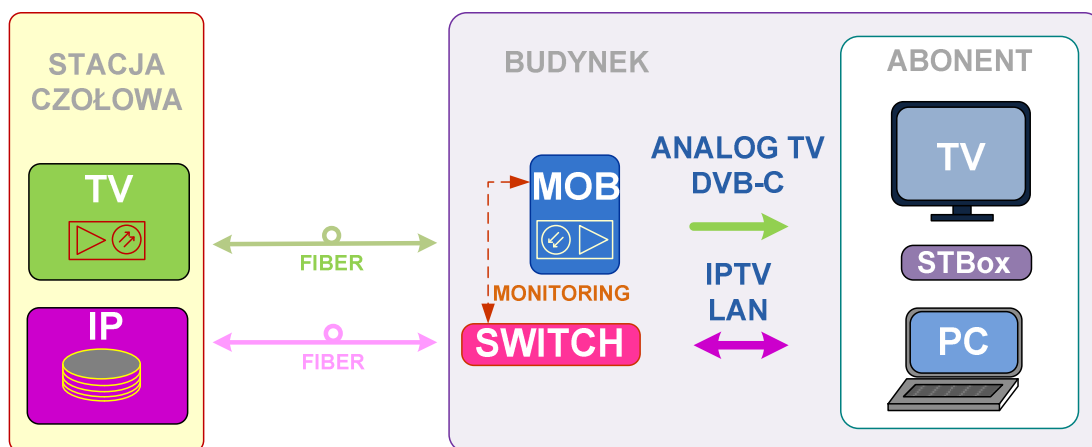 STACJA
CZOŁOWA
TV
IP
FIBER
FIBER
BUDYNEK
MOB
MONITORING
SWITCH
ANALOG TV
DVB-C
IPTV
LAN
ABONENT
TV
STBox
PC